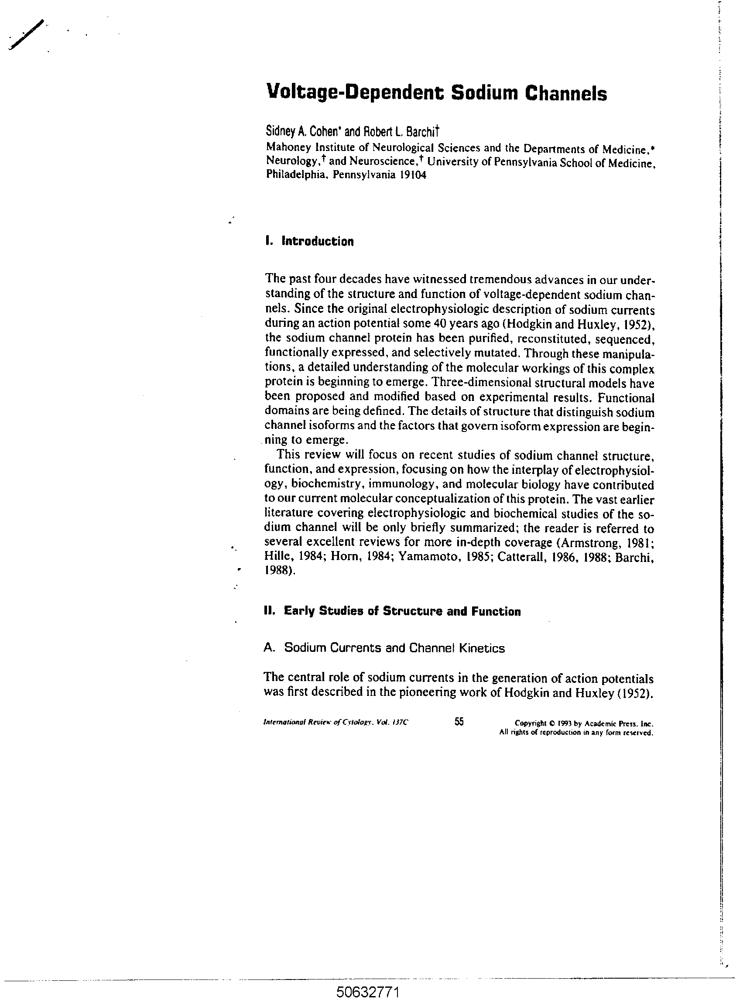 Voltage-Dependent Sodium Channels
Sidney A. Cohen* and Robert L. Barchi†
Mahoney Institute of Neurological Sciences and the Departments of Medicine,*
Neurology,† and Neuroscience,† University of Pennsylvania School of Medicine,
Philadelphia, Pennsylvania 19104
I. Introduction
The past four decades have witnessed tremendous advances in our under-
standing of the structure and function of voltage-dependent sodium chan-
nels. Since the original electrophysiologic description of sodium currents
during an action potential some 40 years ago (Hodgkin and Huxley, 1952),
the sodium channel protein has been purified, reconstituted, sequenced,
functionally expressed, and selectively mutated. Through these manipula-
tions, a detailed understanding of the molecular workings of this complex
protein is beginning to emerge. Three-dimensional structural models have
been proposed and modified based on experimental results. Functional
domains are being defined. The details of structure that distinguish sodium
channel isoforms and the factors that govern isoform expression are begin-
ning to emerge.
This review will focus on recent studies of sodium channel structure,
function, and expression, focusing on how the interplay of electrophysiol-
ogy, biochemistry, immunology, and molecular biology have contributed
to our current molecular conceptualization of this protein. The vast earlier
literature covering electrophysiologic and biochemical studies of the so-
dium channel will be only briefly summarized; the reader is referred to
several excellent reviews for more in-depth coverage (Armstrong, 1981;
Hille, 1984; Horn, 1984; Yamamoto, 1985; Catterall, 1986, 1988; Barchi,
1988).
II. Early Studies of Structure and Function
A. Sodium Currents and Channel Kinetics
The central role of sodium currents in the generation of action potentials
was first described in the pioneering work of Hodgkin and Huxley (1952).
International Review of Cytology, Vol. 137C
55
Copyright © 1993 by Academic Press, Inc.
All rights of reproduction in any form reserved.
50632771